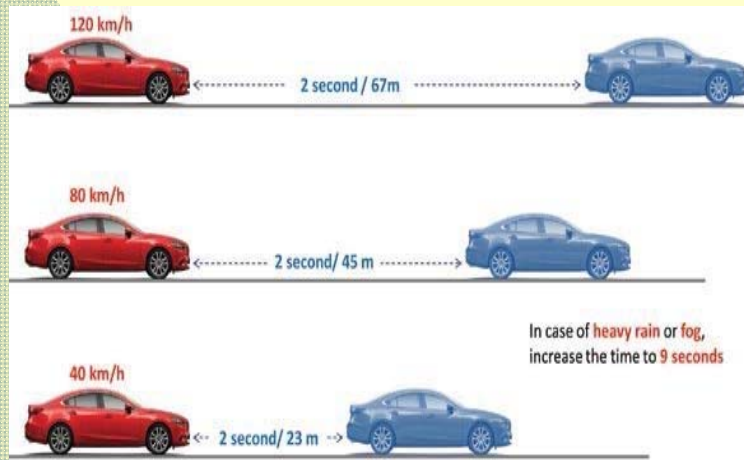 120 km/h
2 second / 67m
80 km/h
2 second/ 45 m
In case of heavy rain or fog,
increase the time to 9 seconds
40 km/h
2 second/ 23 m